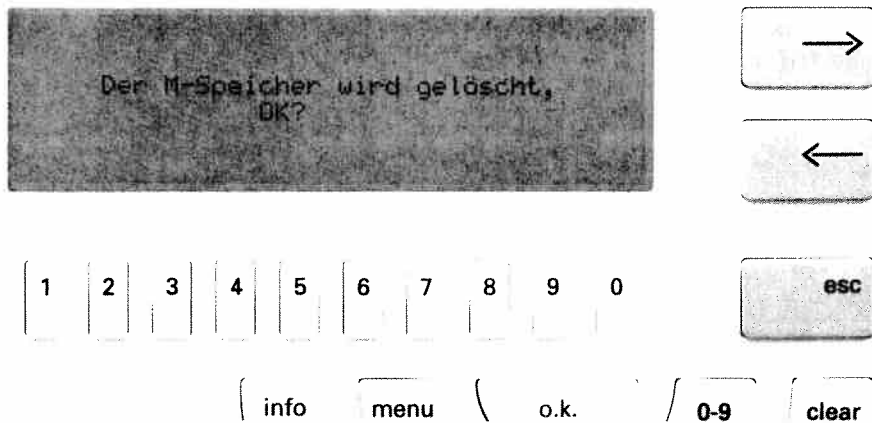 →
Der M-Speicher wird gelöscht,
OK?
←
1 2 3 4 5 6 7 8 9 0
esc
info menu o.k. 0-9 clear